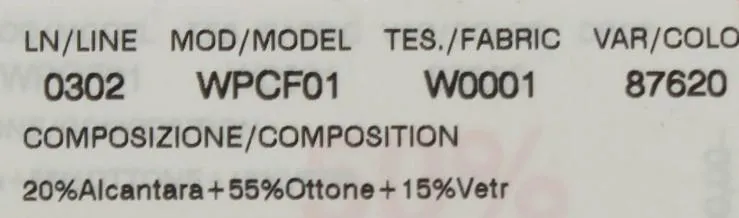 LN/LINE MOD/MODEL TES./FABRIC VAR/COLO
0302 WPCF01 W0001 87620
COMPOSIZIONE/COMPOSITION
20%Alcantara+55%Ottone+15%Vetr